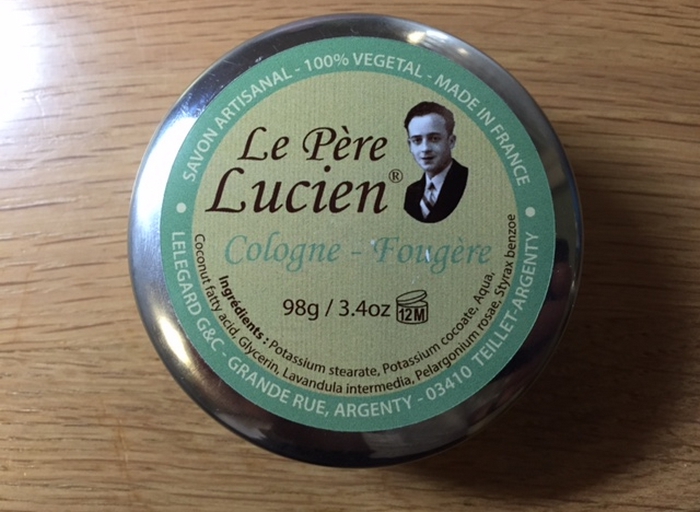 SAVON ARTISANAL - 100% VEGETAL - MADE IN FRANCE
Le Père
Lucien®
Cologne - Fougère
98g / 3.4oz 12M
Ingrédients : Potassium stearate, Potassium cocoate, Aqua,
Coconut fatty acid, Glycerin, Lavandula intermedia, Pelargonium rosae, Styrax benzoe
LELEGARD G&C - GRANDE RUE, ARGENTY - 03410 TEILLET-ARGENTY